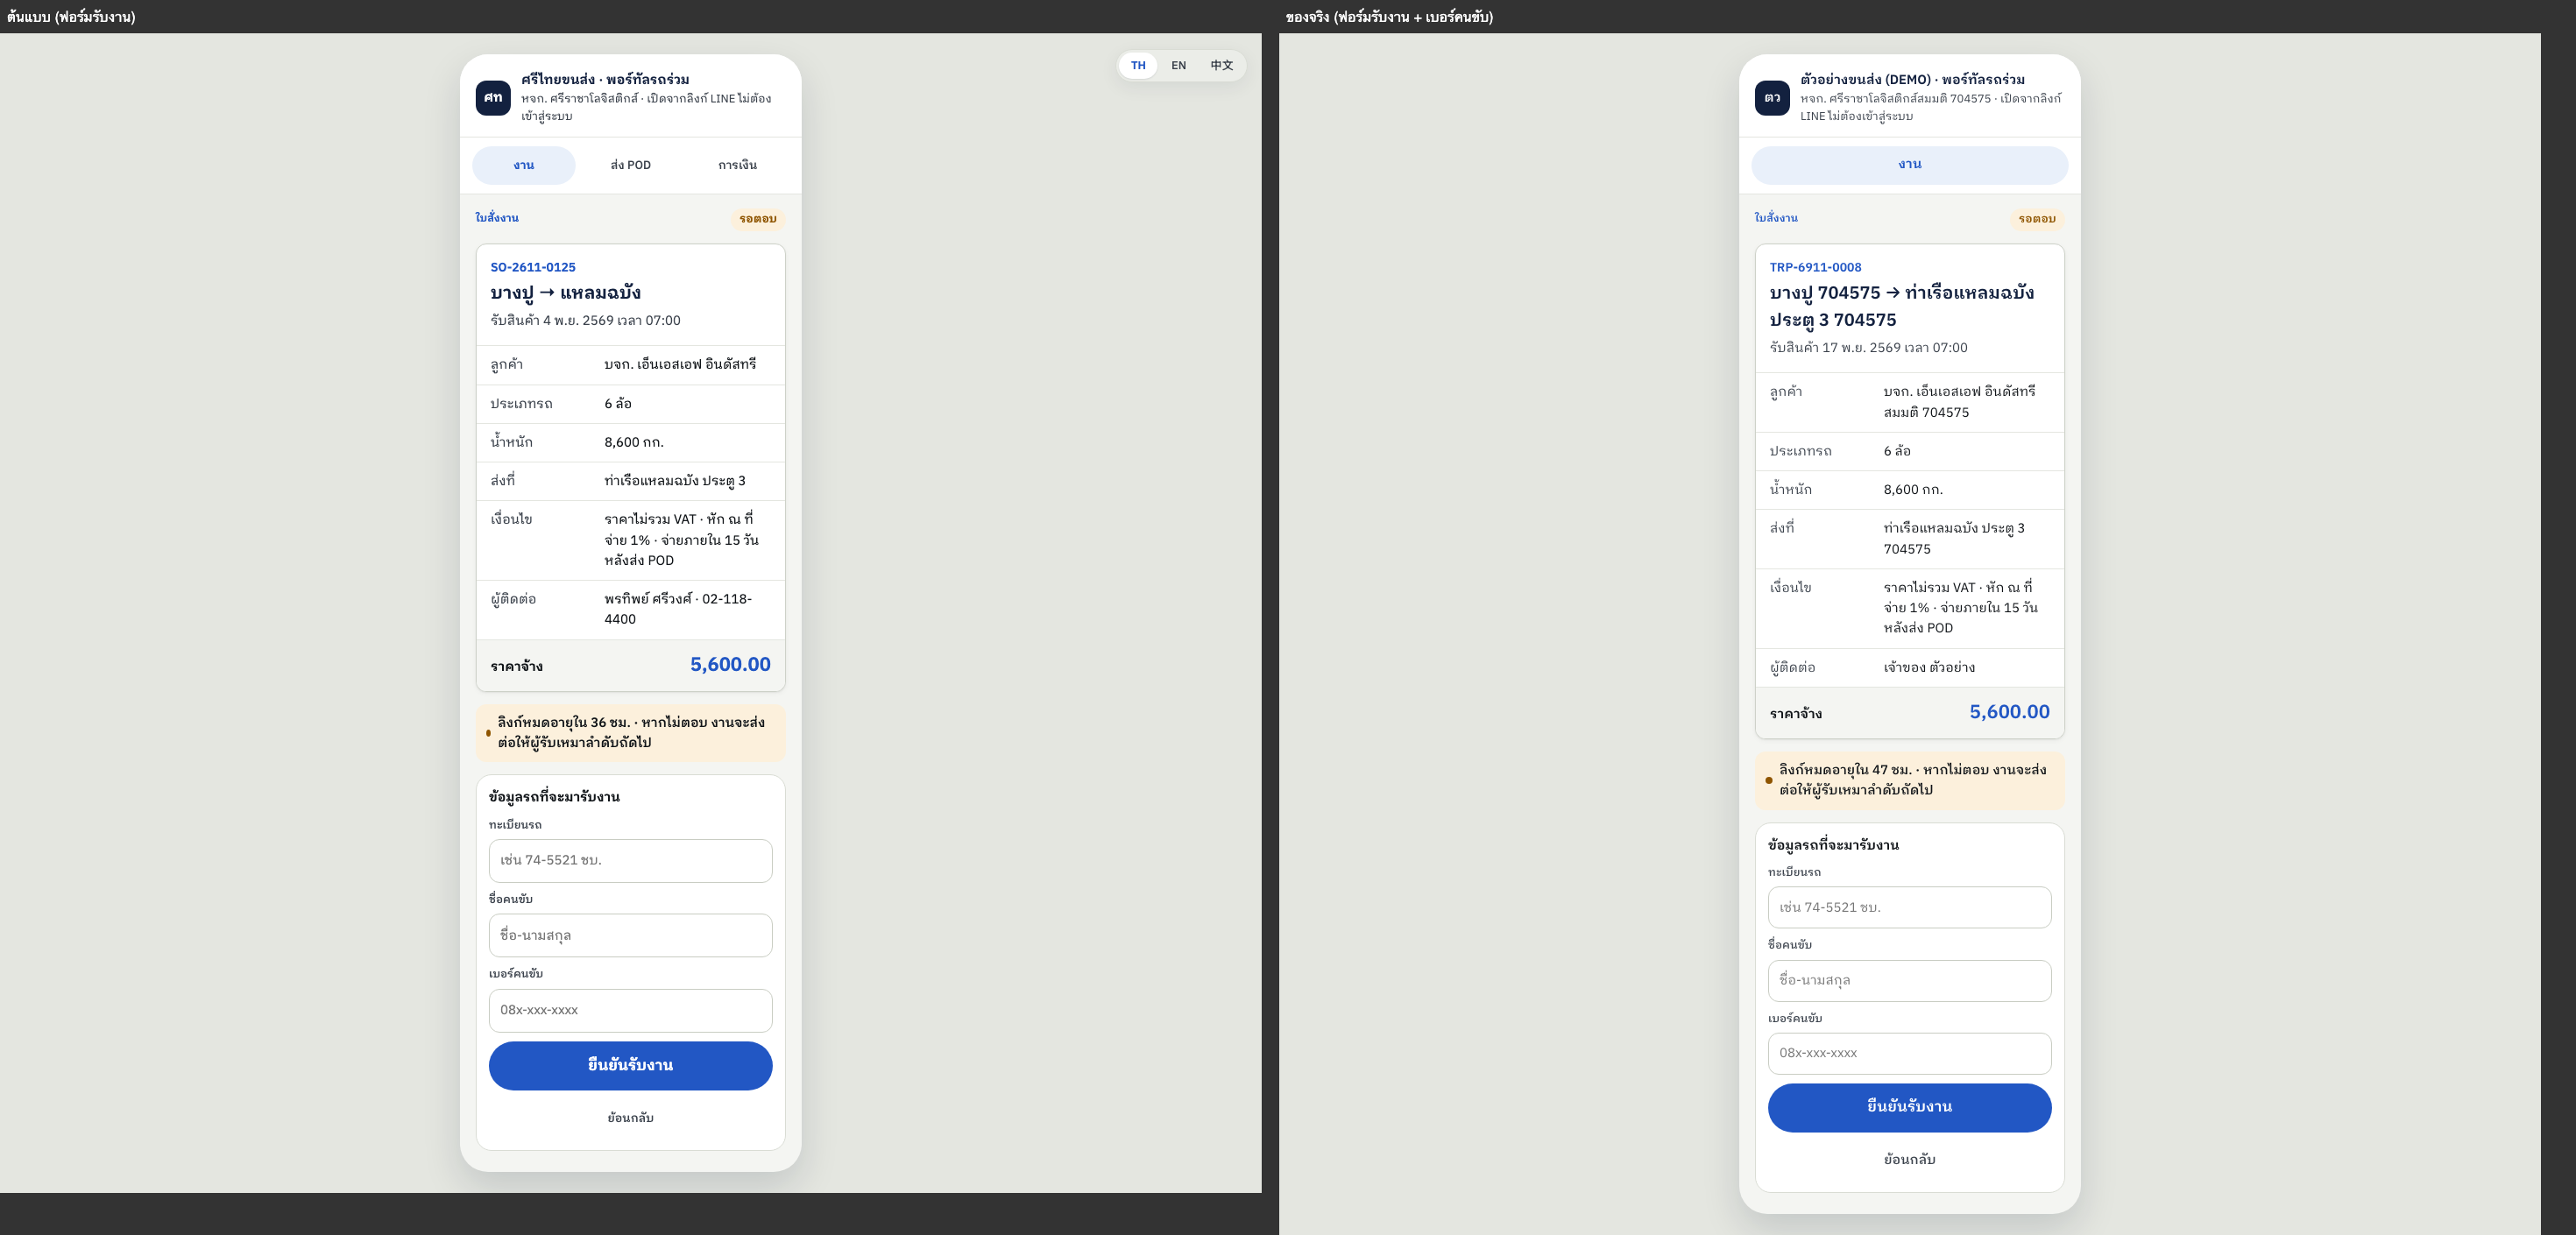 ต้นแบบ (ฟอร์มรับงาน)
ศท
ศรีไทยขนส่ง · พอร์ทัลรถร่วม
หจก. ศรีราชาโลจิสติกส์ · เปิดจากลิงก์ LINE ไม่ต้อง
เข้าสู่ระบบ
TH EN 中文
งาน ส่ง POD การเงิน
ใบสั่งงาน รอตอบ
SO-2611-0125
บางปู → แหลมฉบัง
รับสินค้า 4 พ.ย. 2569 เวลา 07:00
ลูกค้า บจก. เอ็นเอสเอฟ อินดัสทรี
ประเภทรถ 6 ล้อ
น้ำหนัก 8,600 กก.
ส่งที่ ท่าเรือแหลมฉบัง ประตู 3
เงื่อนไข ราคาไม่รวม VAT · หัก ณ ที่
จ่าย 1% · จ่ายภายใน 15 วัน
หลังส่ง POD
ผู้ติดต่อ พรทิพย์ ศรีวงศ์ · 02-118-
4400
ราคาจ้าง 5,600.00
ลิงก์หมดอายุใน 36 ชม. · หากไม่ตอบ งานจะส่ง
ต่อให้ผู้รับเหมาลำดับถัดไป
ข้อมูลรถที่จะมารับงาน
ทะเบียนรถ
เช่น 74-5521 ชบ.
ชื่อคนขับ
ชื่อ-นามสกุล
เบอร์คนขับ
08x-xxx-xxxx
ยืนยันรับงาน
ย้อนกลับ
ของจริง (ฟอร์มรับงาน + เบอร์คนขับ)
ตว
ตัวอย่างขนส่ง (DEMO) · พอร์ทัลรถร่วม
หจก. ศรีราชาโลจิสติกส์สมมติ 704575 · เปิดจากลิงก์
LINE ไม่ต้องเข้าสู่ระบบ
งาน
ใบสั่งงาน รอตอบ
TRP-6911-0008
บางปู 704575 → ท่าเรือแหลมฉบัง
ประตู 3 704575
รับสินค้า 17 พ.ย. 2569 เวลา 07:00
ลูกค้า บจก. เอ็นเอสเอฟ อินดัสทรี
สมมติ 704575
ประเภทรถ 6 ล้อ
น้ำหนัก 8,600 กก.
ส่งที่ ท่าเรือแหลมฉบัง ประตู 3
704575
เงื่อนไข ราคาไม่รวม VAT · หัก ณ ที่
จ่าย 1% · จ่ายภายใน 15 วัน
หลังส่ง POD
ผู้ติดต่อ เจ้าของ ตัวอย่าง
ราคาจ้าง 5,600.00
ลิงก์หมดอายุใน 47 ชม. · หากไม่ตอบ งานจะส่ง
ต่อให้ผู้รับเหมาลำดับถัดไป
ข้อมูลรถที่จะมารับงาน
ทะเบียนรถ
เช่น 74-5521 ชบ.
ชื่อคนขับ
ชื่อ-นามสกุล
เบอร์คนขับ
08x-xxx-xxxx
ยืนยันรับงาน
ย้อนกลับ